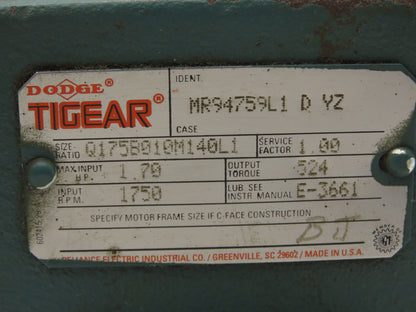 DODGE®
TIGEAR®
IDENT.
MR94759L1 D YZ
CASE
SIZE-RATIO Q175B010M140L1 SERVICE FACTOR 1.00
MAX.INPUT H.P. 1.70 OUTPUT TORQUE 524
INPUT R.P.M. 1750 LUB SEE INSTR MANUAL E-3661
SPECIFY MOTOR FRAME SIZE IF C-FACE CONSTRUCTION
RELIANCE ELECTRIC INDUSTRIAL CO. / GREENVILLE, SC 29602 / MADE IN U.S.A.